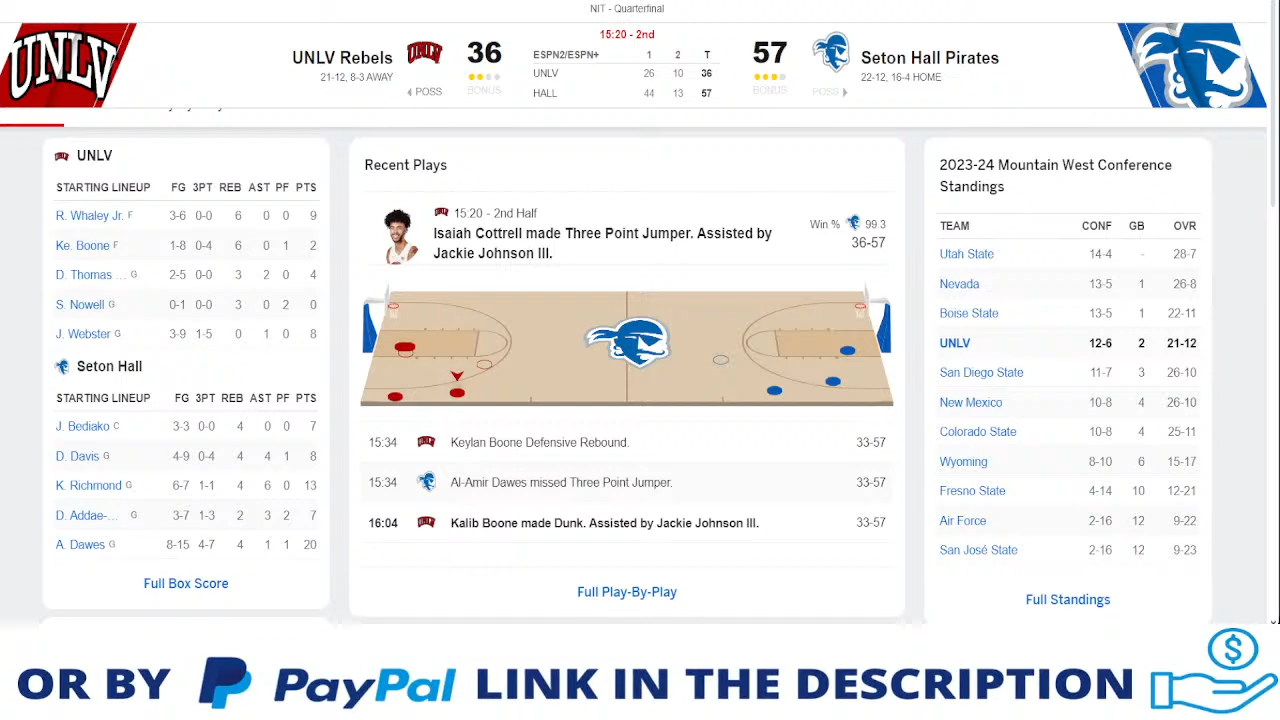 NIT - Quarterfinal
UNLV
UNLV Rebels
21-12, 8-3 AWAY
UNLV
36
POSS
BONUS
15:20 - 2nd
ESPN2/ESPN+ 1 2 T
UNLV 26 10 36
HALL 44 13 57
57
BONUS
Seton Hall Pirates
22-12, 16-4 HOME
POSS
UNLV
STARTING LINEUP FG 3PT REB AST PF PTS
R. Whaley Jr. F 3-6 0-0 6 0 0 9
Ke. Boone F 1-8 0-4 6 0 1 2
D. Thomas ... G 2-5 0-0 3 2 0 4
S. Nowell G 0-1 0-0 3 0 2 0
J. Webster G 3-9 1-5 0 1 0 8
Seton Hall
STARTING LINEUP FG 3PT REB AST PF PTS
J. Bediako C 3-3 0-0 4 0 0 7
D. Davis G 4-9 0-4 4 4 1 8
K. Richmond G 6-7 1-1 4 6 0 13
D. Addae-... G 3-7 1-3 2 3 2 7
A. Dawes G 8-15 4-7 4 1 1 20
Full Box Score
Recent Plays
15:20 - 2nd Half
Isaiah Cottrell made Three Point Jumper. Assisted by
Jackie Johnson III.
Win % 99.3
36-57
15:34 Keylan Boone Defensive Rebound. 33-57
15:34 Al-Amir Dawes missed Three Point Jumper. 33-57
16:04 Kalib Boone made Dunk. Assisted by Jackie Johnson III. 33-57
Full Play-By-Play
2023-24 Mountain West Conference
Standings
TEAM CONF GB OVR
Utah State 14-4 - 28-7
Nevada 13-5 1 26-8
Boise State 13-5 1 22-11
UNLV 12-6 2 21-12
San Diego State 11-7 3 26-10
New Mexico 10-8 4 26-10
Colorado State 10-8 4 25-11
Wyoming 8-10 6 15-17
Fresno State 4-14 10 12-21
Air Force 2-16 12 9-22
San José State 2-16 12 9-23
Full Standings
OR BY PayPal LINK IN THE DESCRIPTION